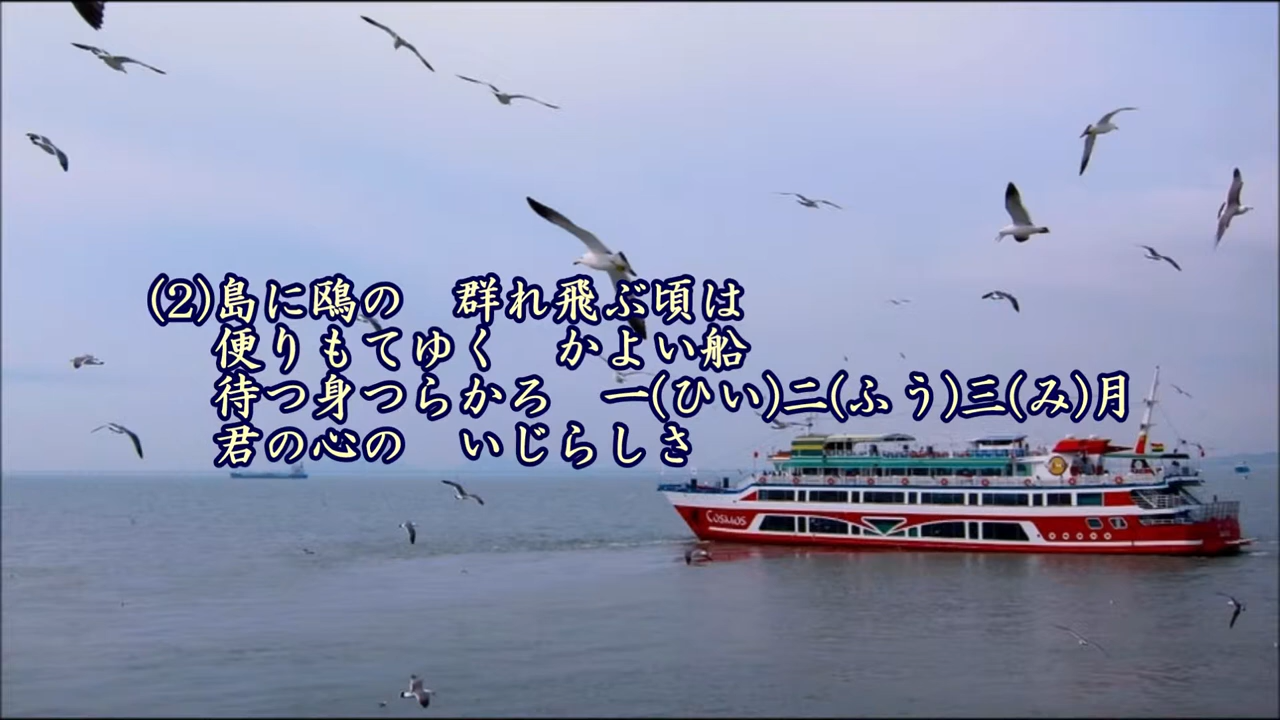 (2)島に鴎の　群れ飛ぶ頃は
便りもてゆく　かよい船
待つ身つらかろ　一(ひい)二(ふう)三(み)月
君の心の　いじらしさ
COSMOS